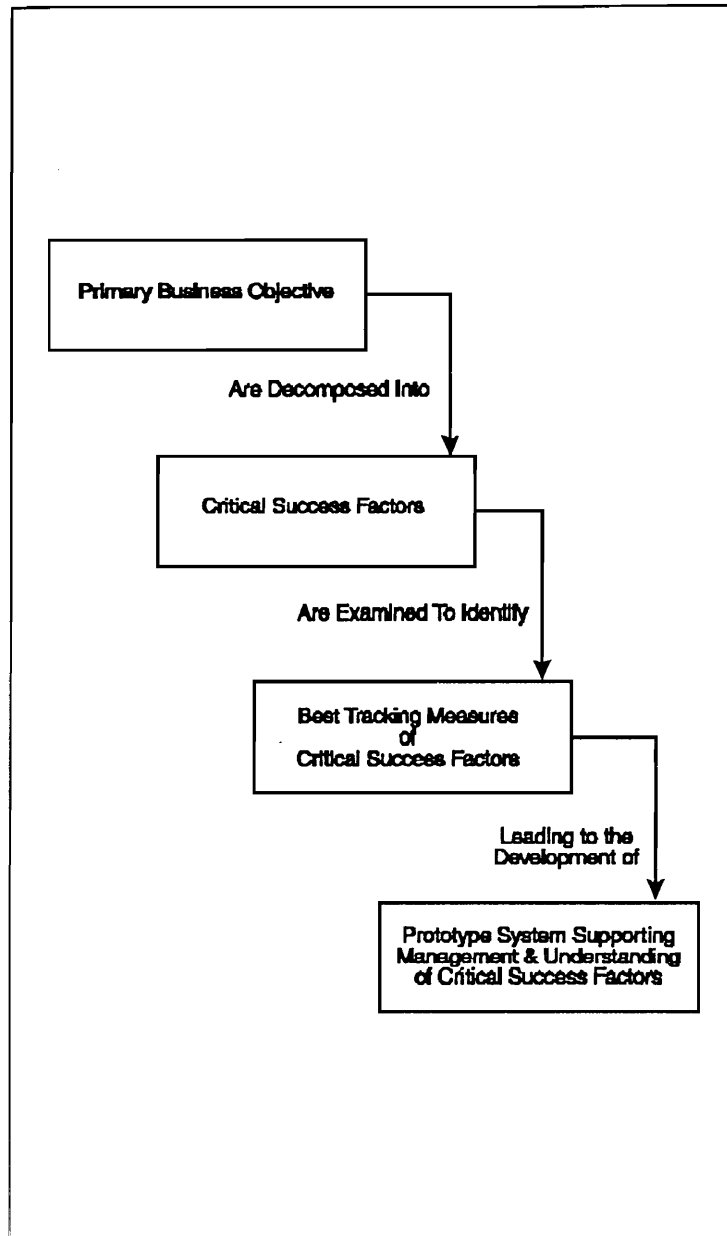 Primary Business Objective
Are Decomposed Into
Critical Success Factors
Are Examined To Identify
Best Tracking Measures
of
Critical Success Factors
Leading to the
Development of
Prototype System Supporting
Management & Understanding
of Critical Success Factors